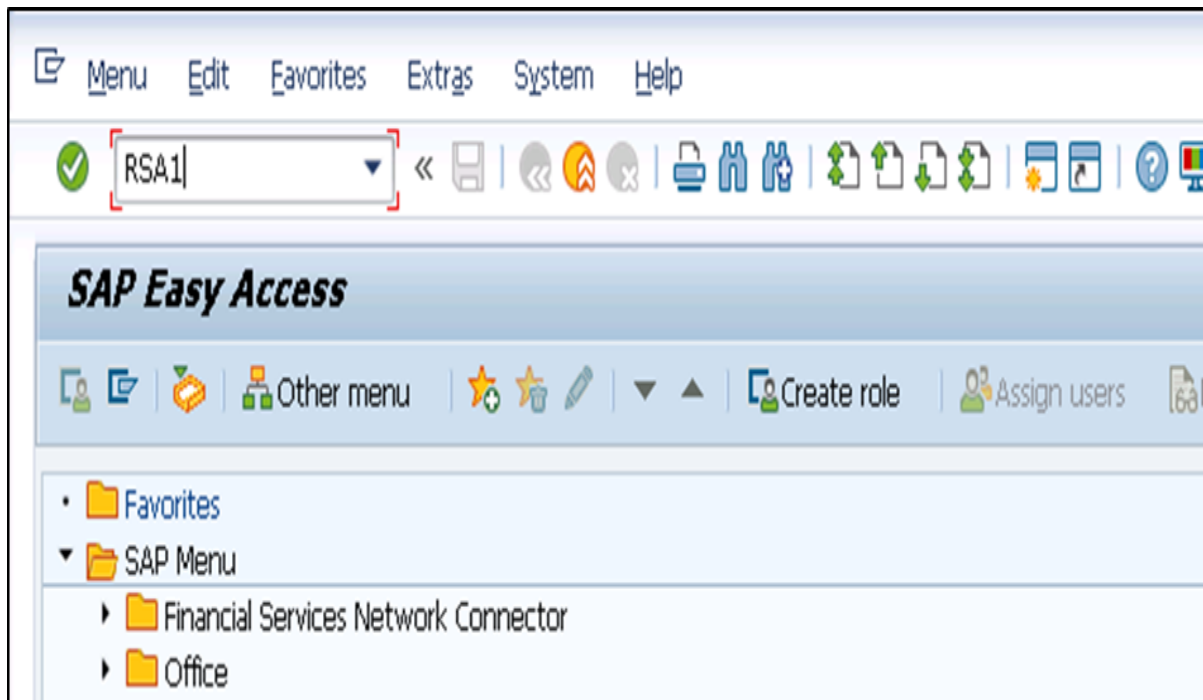 Menu Edit Favorites Extras System Help
RSA1
SAP Easy Access
Other menu Create role Assign users
Favorites
SAP Menu
Financial Services Network Connector
Office